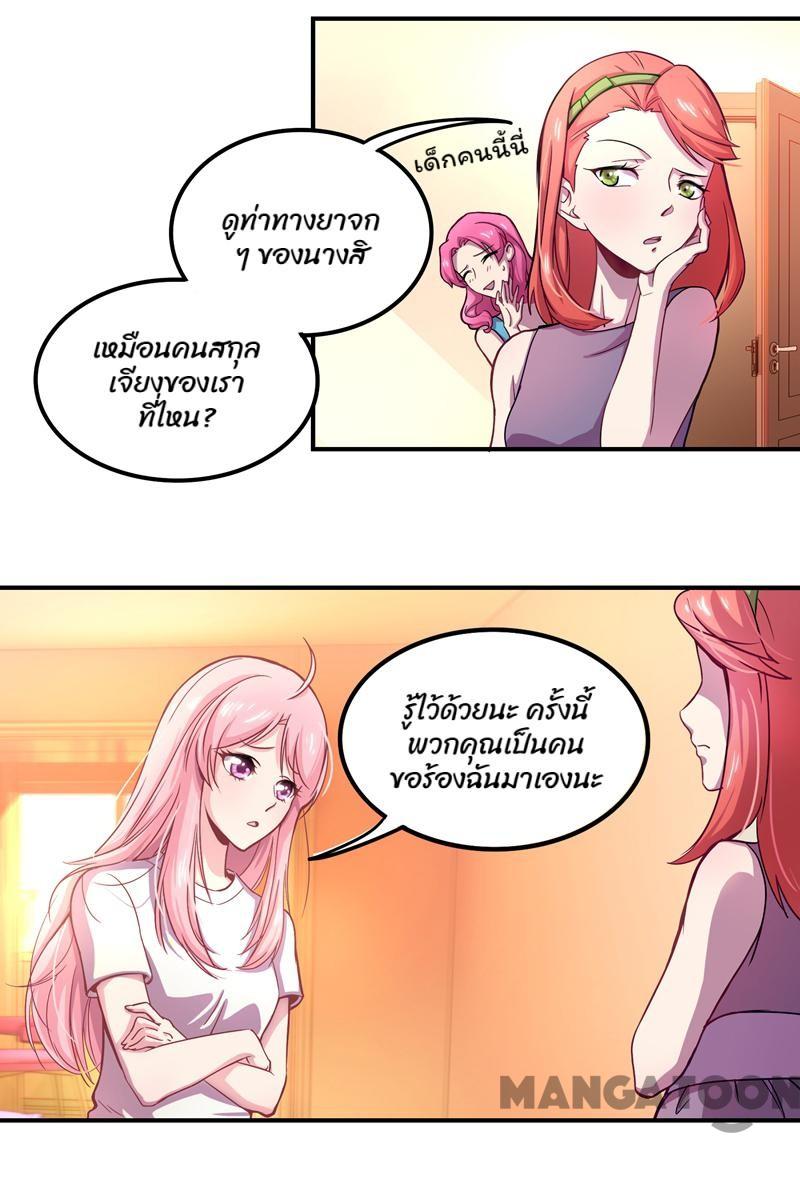 เด็กคนนี้นี่
ดูท่าทางยาจก
ๆ ของนางสิ
เหมือนคนสกุล
เจียงของเรา
ที่ไหน?
รู้ไว้ด้วยนะ ครั้งนี้
พวกคุณเป็นคน
ขอร้องฉันมาเองนะ
MANGATOON